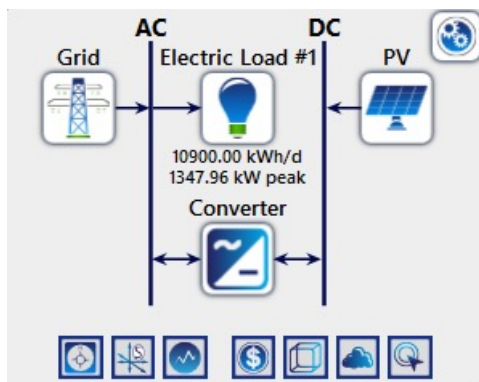 AC DC
Grid Electric Load #1 PV
10900.00 kWh/d
1347.96 kW peak
Converter